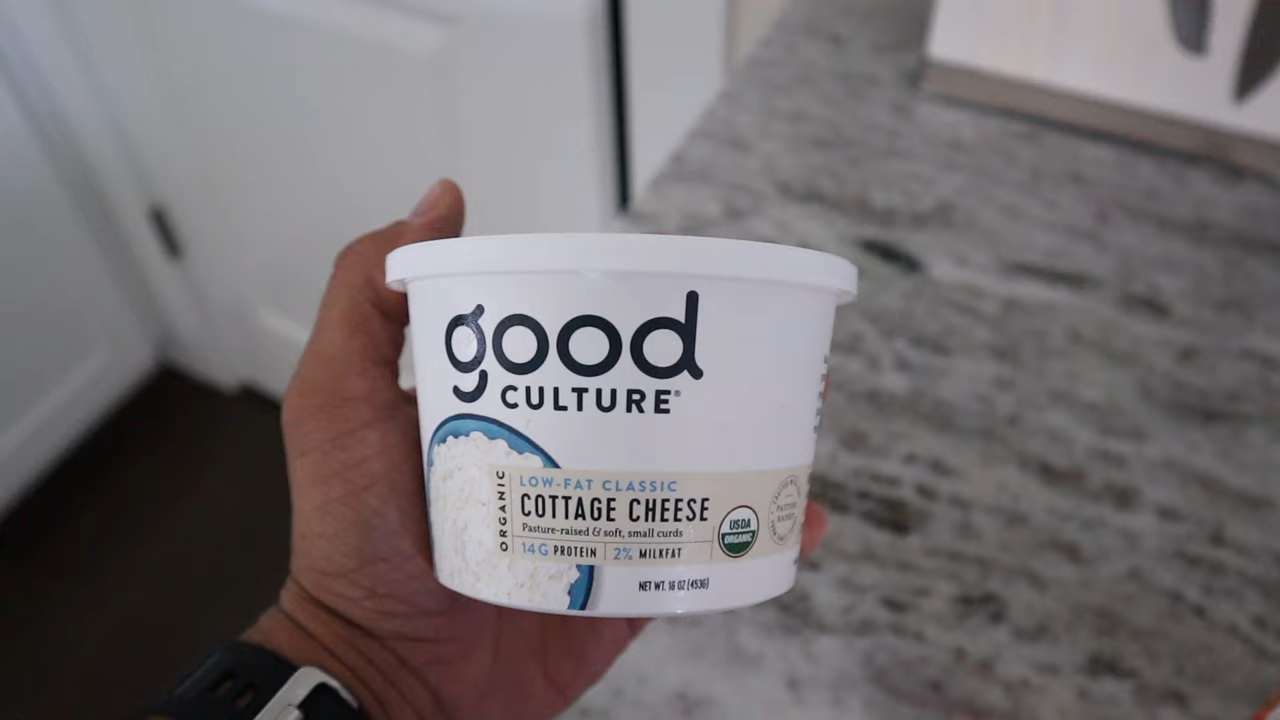 good
CULTURE®
ORGANIC
LOW-FAT CLASSIC
COTTAGE CHEESE
Pasture-raised & soft, small curds
14G PROTEIN | 2% MILKFAT
USDA
ORGANIC
NET WT. 16 OZ (453G)